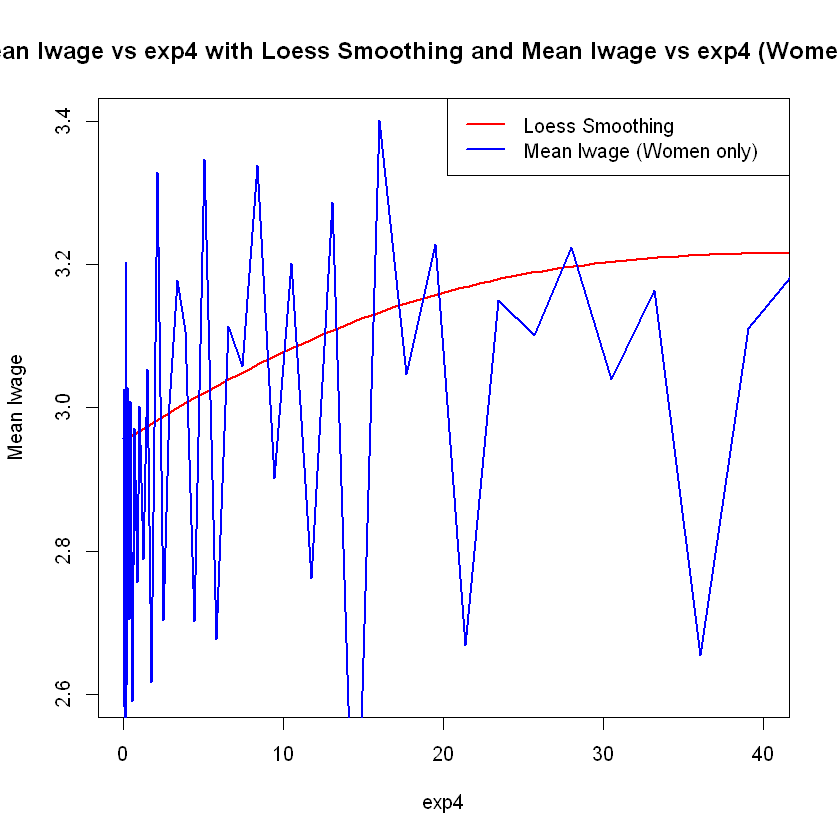 ean lwage vs exp4 with Loess Smoothing and Mean lwage vs exp4 (Wome
Loess Smoothing
Mean lwage (Women only)
3.4
3.2
3.0
2.8
2.6
Mean lwage
0 10 20 30 40
exp4